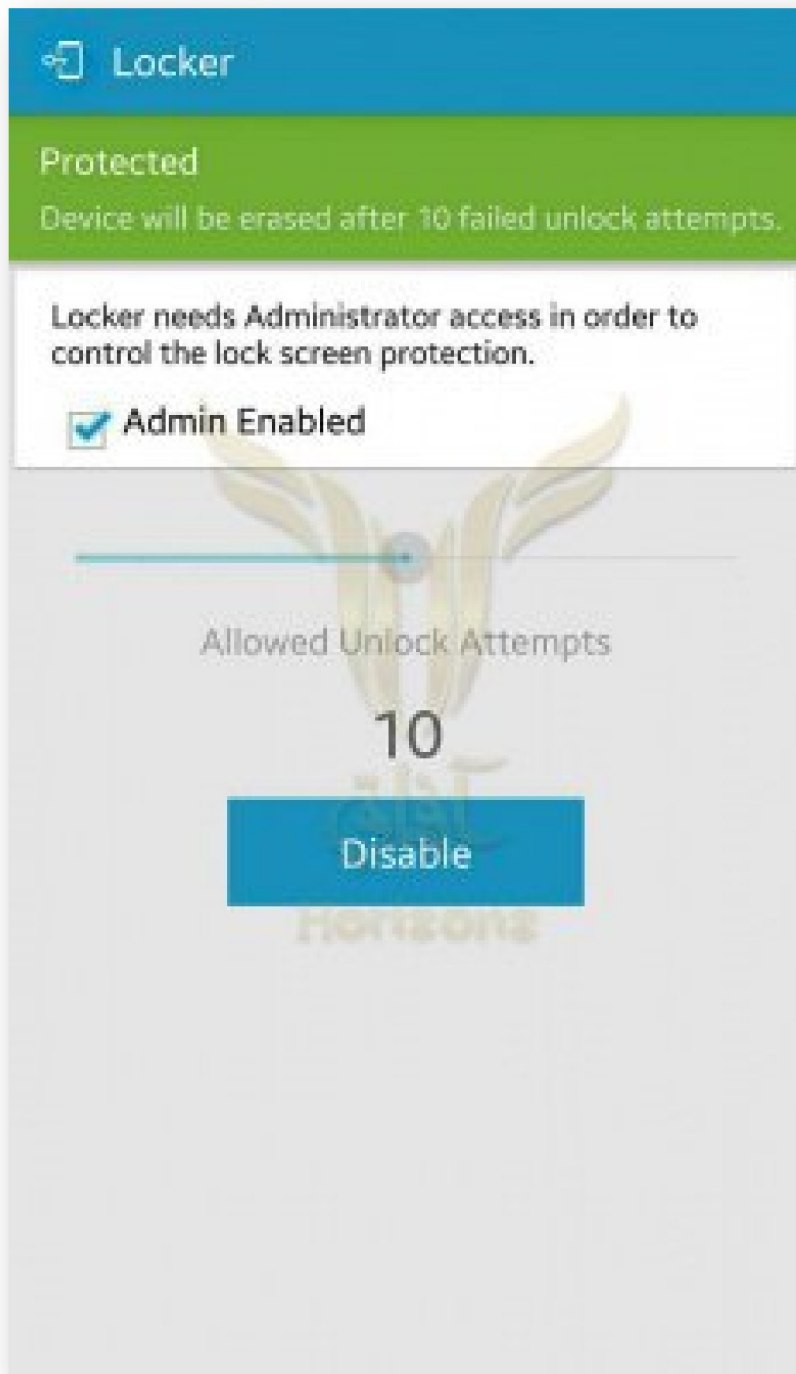 Locker
Protected
Device will be erased after 10 failed unlock attempts.
Locker needs Administrator access in order to
control the lock screen protection.
Admin Enabled
Allowed Unlock Attempts
10
آفاق
Disable
Horizons